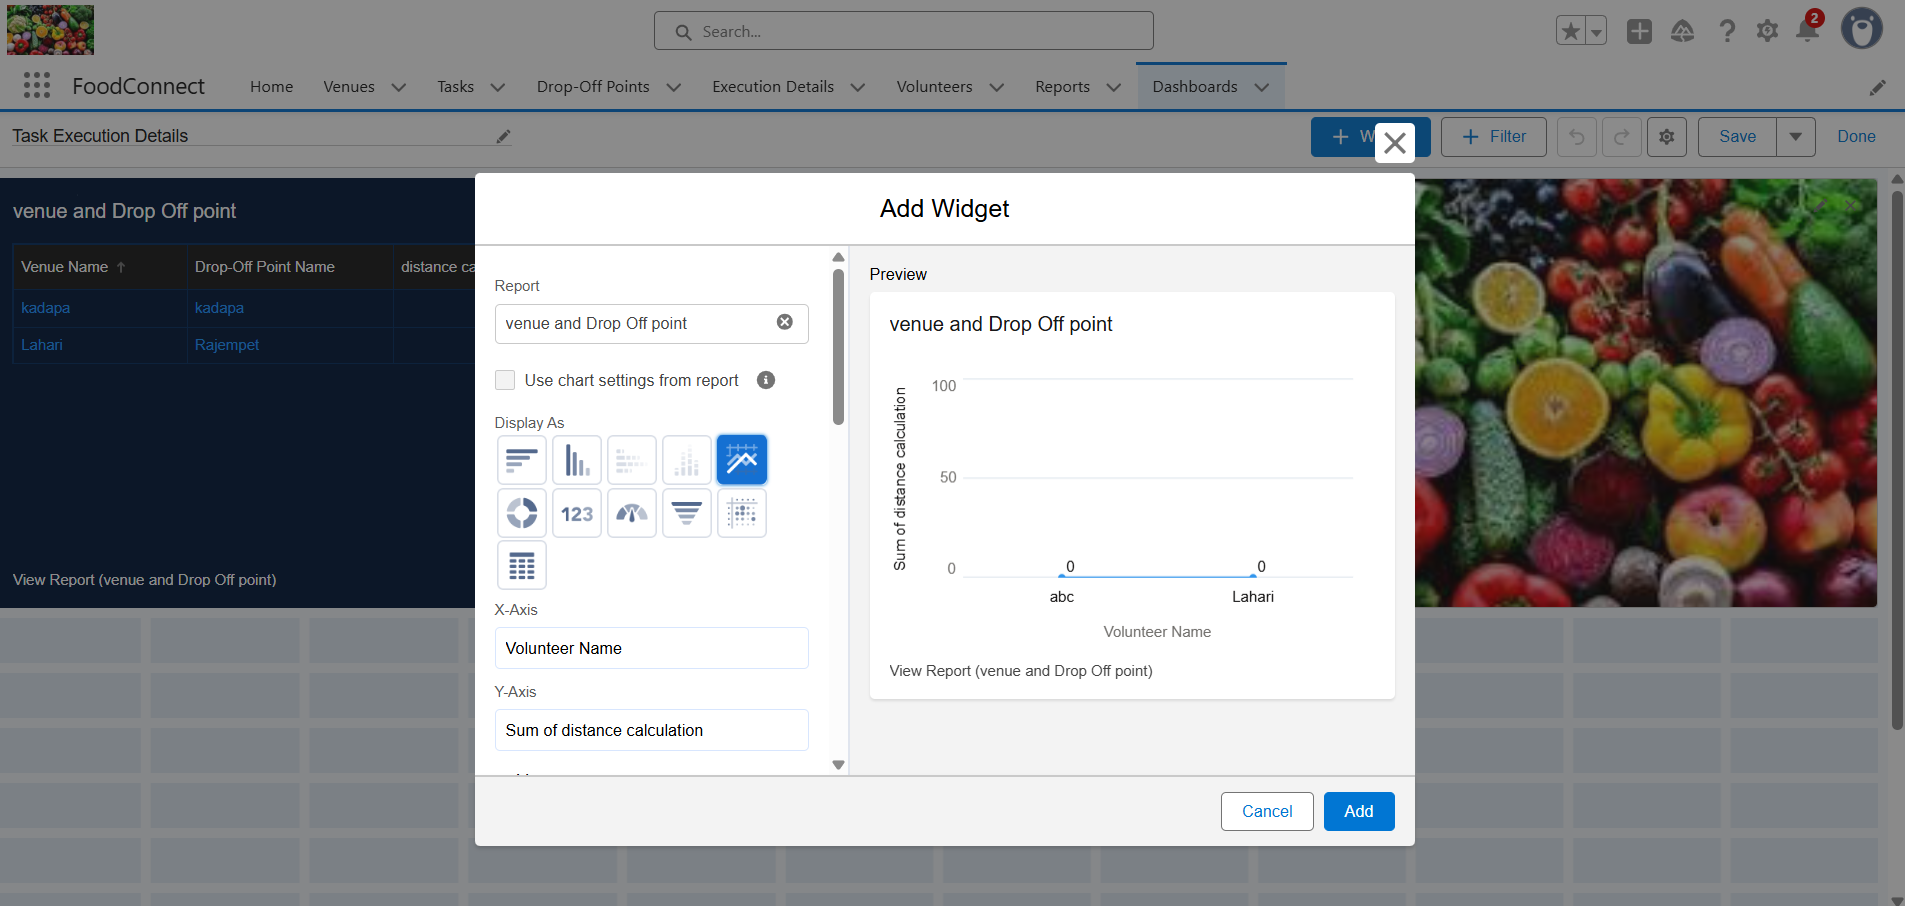 Search...
2
FoodConnect
Home
Venues
Tasks
Drop-Off Points
Execution Details
Volunteers
Reports
Dashboards
Task Execution Details
+ W
+ Filter
Save
Done
venue and Drop Off point
Venue Name ↑
Drop-Off Point Name
distance ca
kadapa
kadapa
Lahari
Rajempet
View Report (venue and Drop Off point)
Add Widget
Report
venue and Drop Off point
Use chart settings from report
Display As
123
X-Axis
Volunteer Name
Y-Axis
Sum of distance calculation
Preview
venue and Drop Off point
Sum of distance calculation
100
50
0
0
0
abc
Lahari
Volunteer Name
View Report (venue and Drop Off point)
Cancel
Add